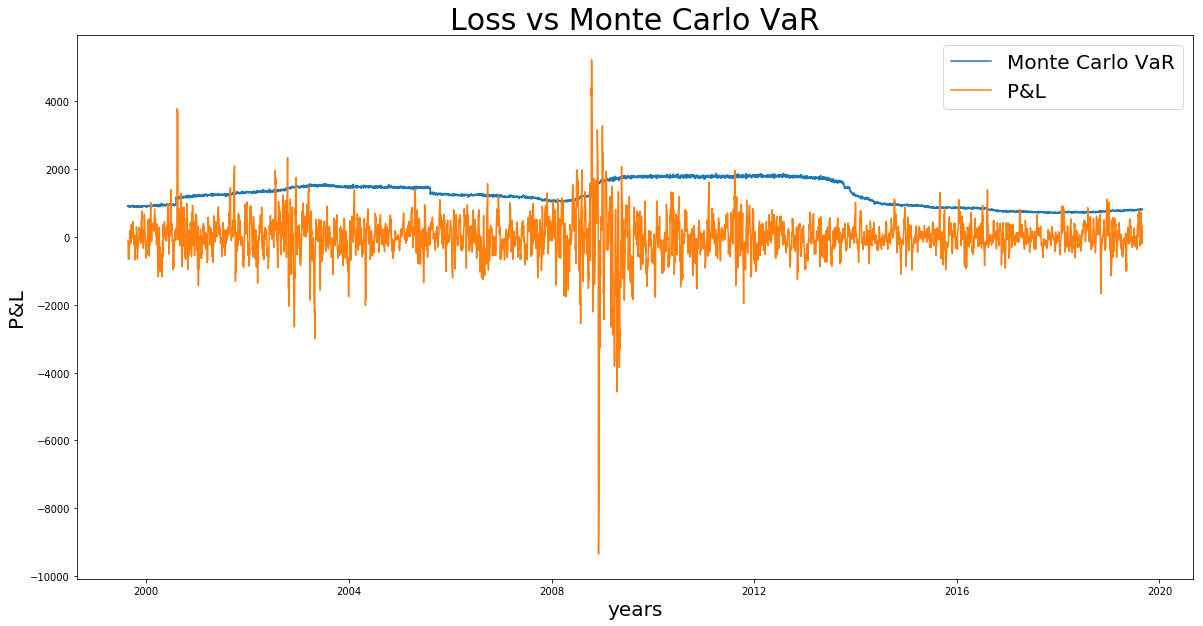 Loss vs Monte Carlo VaR
Monte Carlo VaR
P&L
P&L
4000
2000
0
−2000
−4000
−6000
−8000
−10000
2000 2004 2008 2012 2016 2020
years